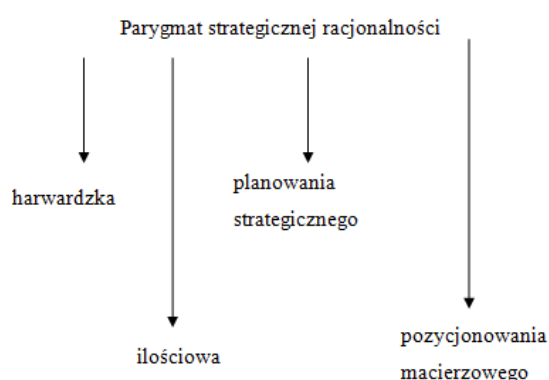 Parygmat strategicznej racjonalności
harwardzka
planowania
strategicznego
ilościowa
pozycjonowania
macierzowego